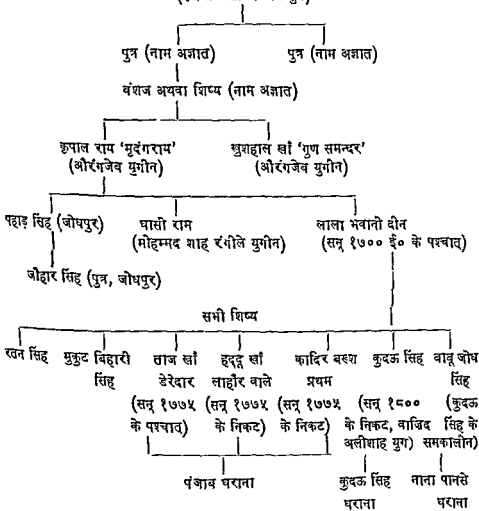 पुत्र (नाम अज्ञात) पुत्र (नाम अज्ञात)
वंशज अथवा शिष्य (नाम अज्ञात)
कृपाल राय 'मृदंगराय' खुशहाल खाँ 'गुण समन्दर'
(औरंगजेब युगीन) (औरंगजेब युगीन)
पहाड़ सिंह (जोधपुर) घासी राम लाला भवानी दीन
(मोहम्मद शाह रंगीले युगीन) (सन् १७०० ई० के पश्चात्)
जौहार सिंह (पुत्र, जोधपुर)
सभी शिष्य
रतन सिंह मुकुट बिहारी ताज खाँ हद्दू खाँ कादिर बख्श कुदऊ सिंह बाबू जोध
सिंह डेरेदार लाहौर वाले प्रथम सिंह
(सन् १७७५ (सन् १७७५ (सन् १७७५ (सन् १८०० (कुदऊ
के पश्चात्) के निकट) के निकट) के निकट, वाजिद सिंह के
अलीशाह युग) समकालीन)
पंजाब घराना कुदऊ सिंह नाना पानसे
घराना घराना